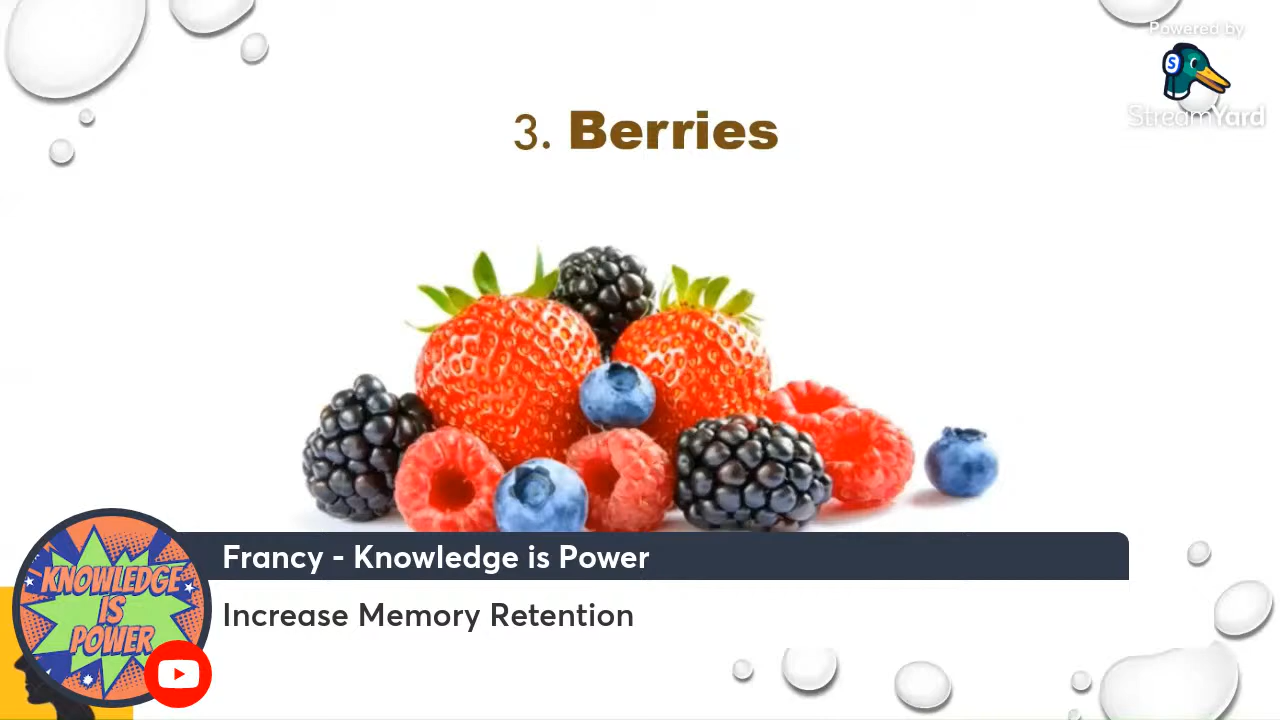 Powered by
S
StreamYard
3. Berries
Francy - Knowledge is Power
Increase Memory Retention
KNOWLEDGE
IS
POWER